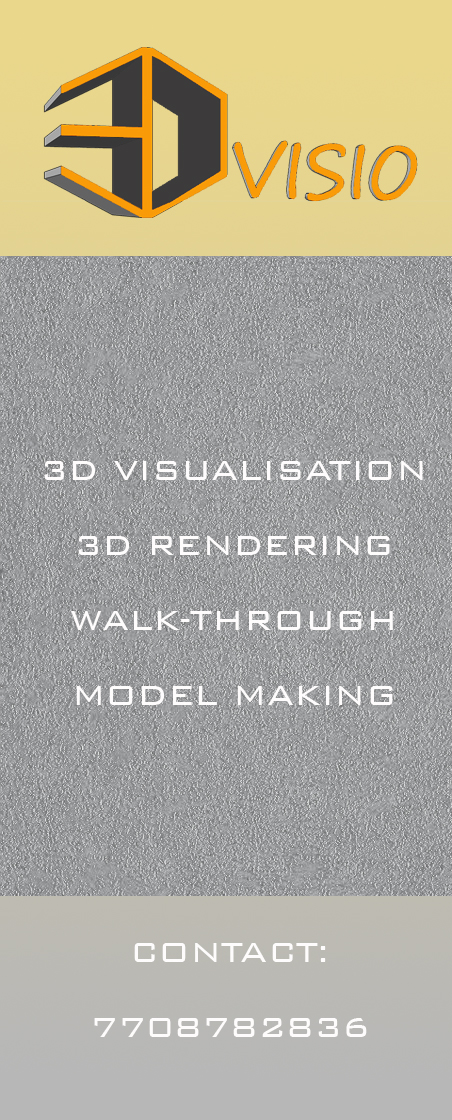 3D VISIO
3D VISUALISATION
3D RENDERING
WALK-THROUGH
MODEL MAKING
CONTACT:
7708782836